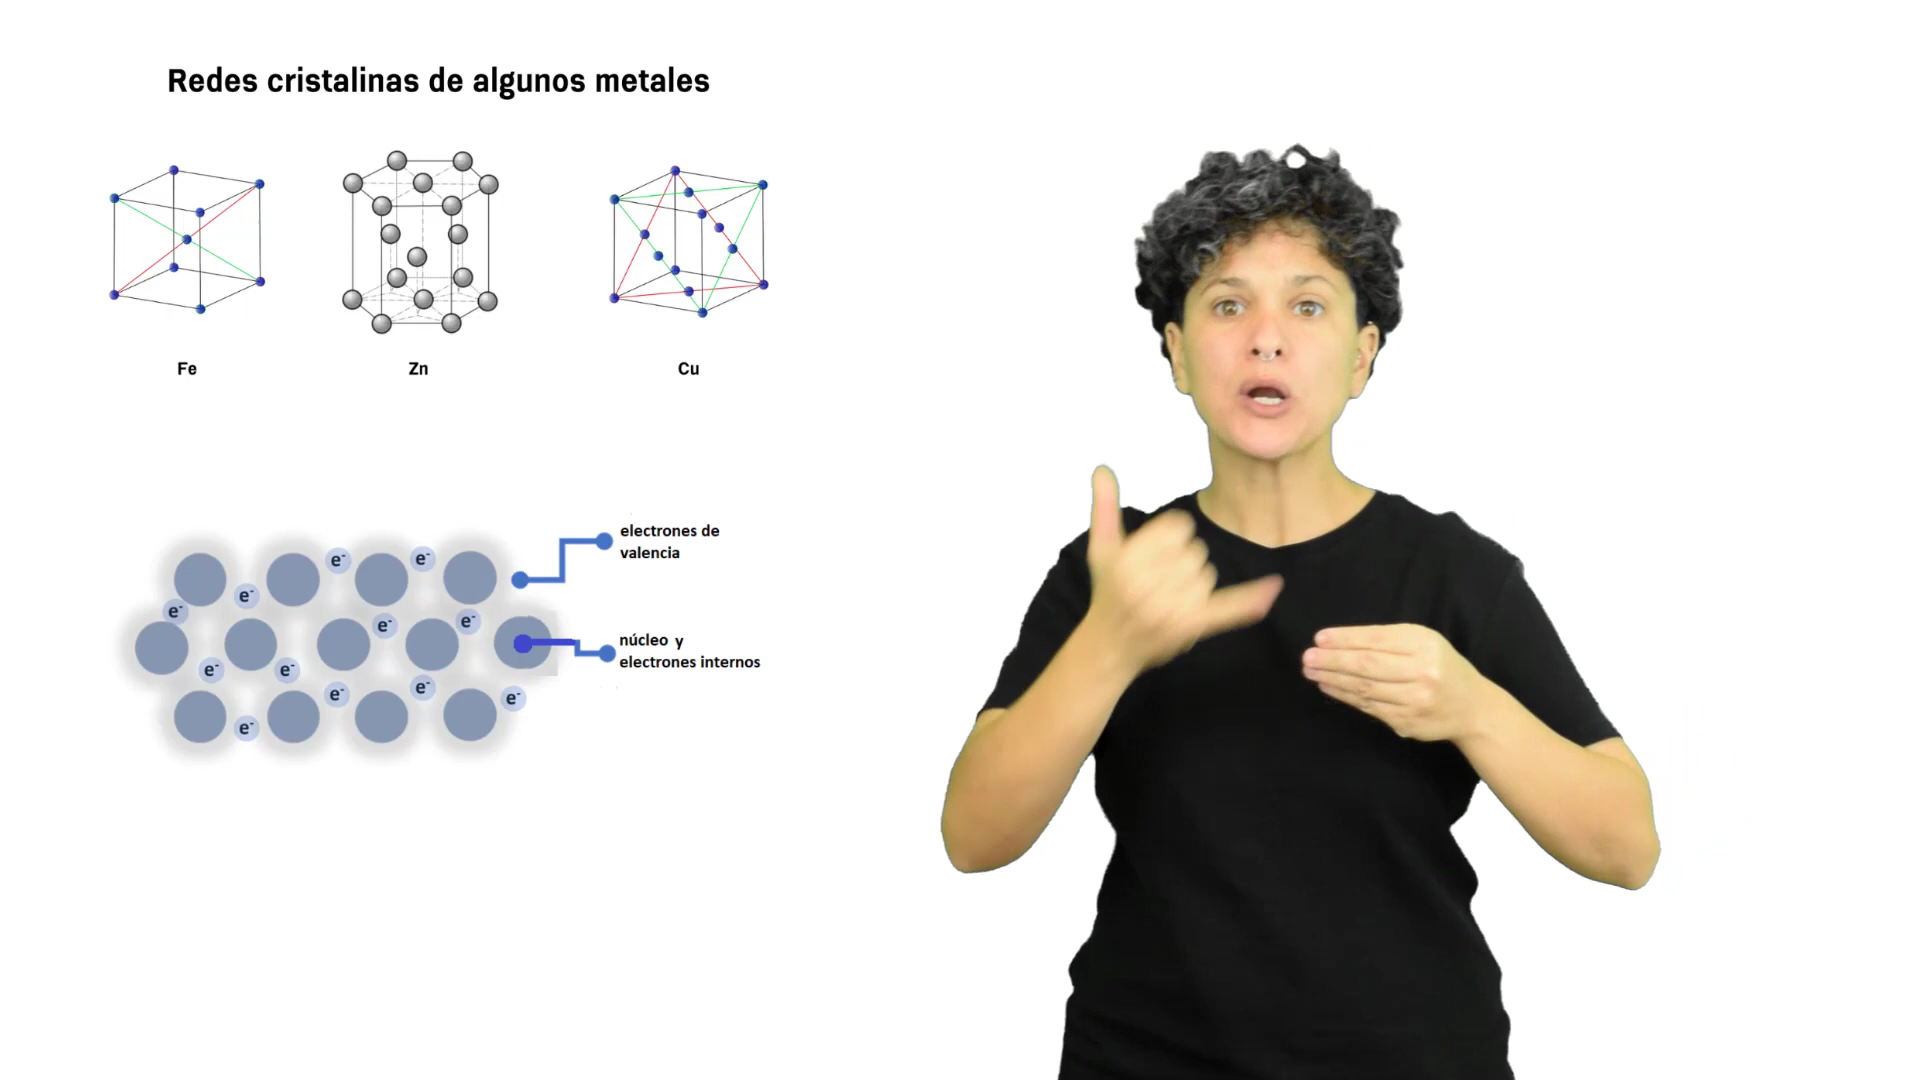 Redes cristalinas de algunos metales
Fe
Zn
Cu
electrones de
valencia
e⁻ e⁻
e⁻
e⁻
e⁻ e⁻
núcleo y
electrones internos
e⁻ e⁻
e⁻ e⁻ e⁻
e⁻